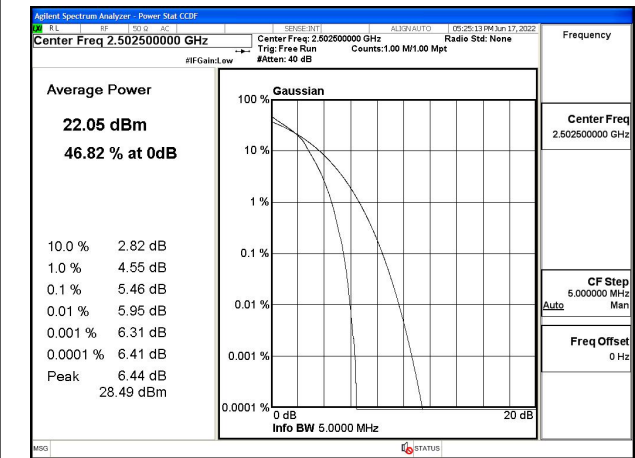 Agilent Spectrum Analyzer - Power Stat CCDF
LXI RL RF 50 Ω AC SENSE:INT ALIGN AUTO 05:25:13 PM Jun 17, 2022
Center Freq 2.502500000 GHz
Center Freq: 2.502500000 GHz Radio Std: None
Trig: Free Run Counts:1.00 M/1.00 Mpt
#IFGain:Low #Atten: 40 dB
Frequency
Average Power
22.05 dBm
46.82 % at 0dB
10.0 % 2.82 dB
1.0 % 4.55 dB
0.1 % 5.46 dB
0.01 % 5.95 dB
0.001 % 6.31 dB
0.0001 % 6.41 dB
Peak 6.44 dB
28.49 dBm
Gaussian
100 %
10 %
1 %
0.1 %
0.01 %
0.001 %
0.0001 %
0 dB 20 dB
Info BW 5.0000 MHz
Center Freq
2.502500000 GHz
CF Step
5.000000 MHz
Auto Man
Freq Offset
0 Hz
MSG STATUS